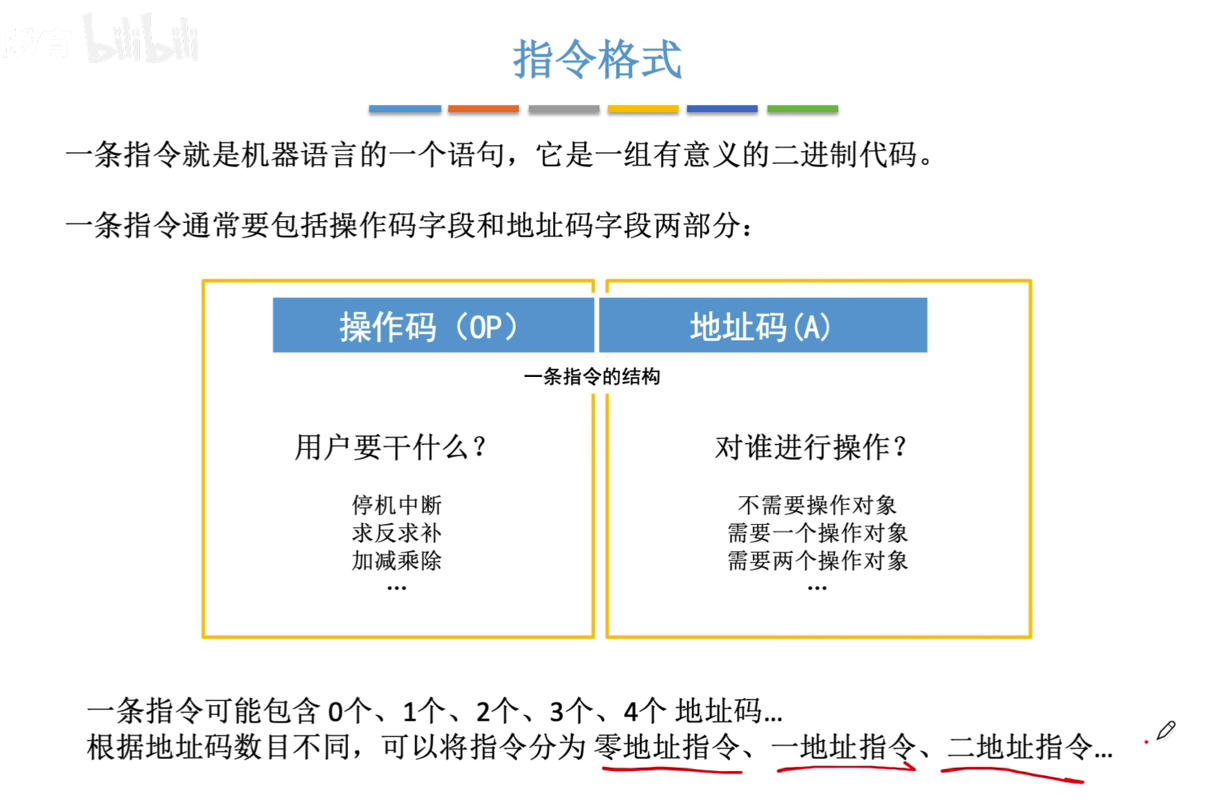 教育 bilibili
指令格式
一条指令就是机器语言的一个语句，它是一组有意义的二进制代码。
一条指令通常要包括操作码字段和地址码字段两部分：
操作码（OP） 地址码(A)
一条指令的结构
用户要干什么？ 对谁进行操作？
停机中断 不需要操作对象
求反求补 需要一个操作对象
加减乘除 需要两个操作对象
… …
一条指令可能包含 0个、1个、2个、3个、4个 地址码…
根据地址码数目不同，可以将指令分为 零地址指令、一地址指令、二地址指令…